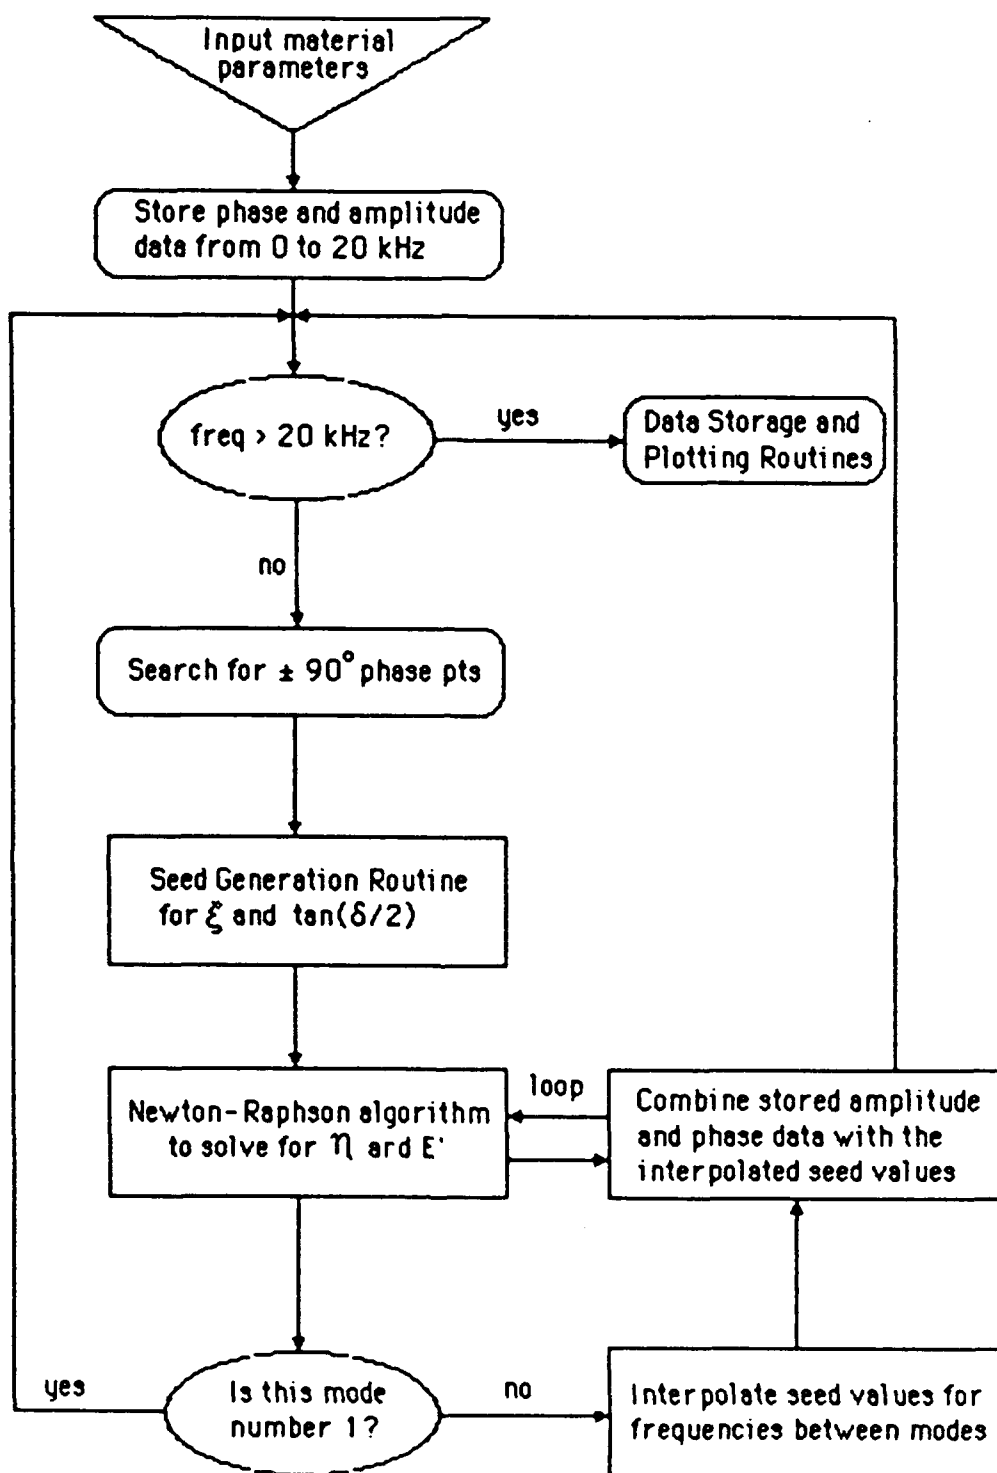 Input material
parameters
Store phase and amplitude
data from 0 to 20 kHz
freq > 20 kHz?
yes
Data Storage and
Plotting Routines
no
Search for ± 90° phase pts
Seed Generation Routine
for ξ and tan(δ/2)
Newton-Raphson algorithm
to solve for η ard E'
loop
Combine stored amplitude
and phase data with the
interpolated seed values
yes
Is this mode
number 1?
no
Interpolate seed values for
frequencies between modes